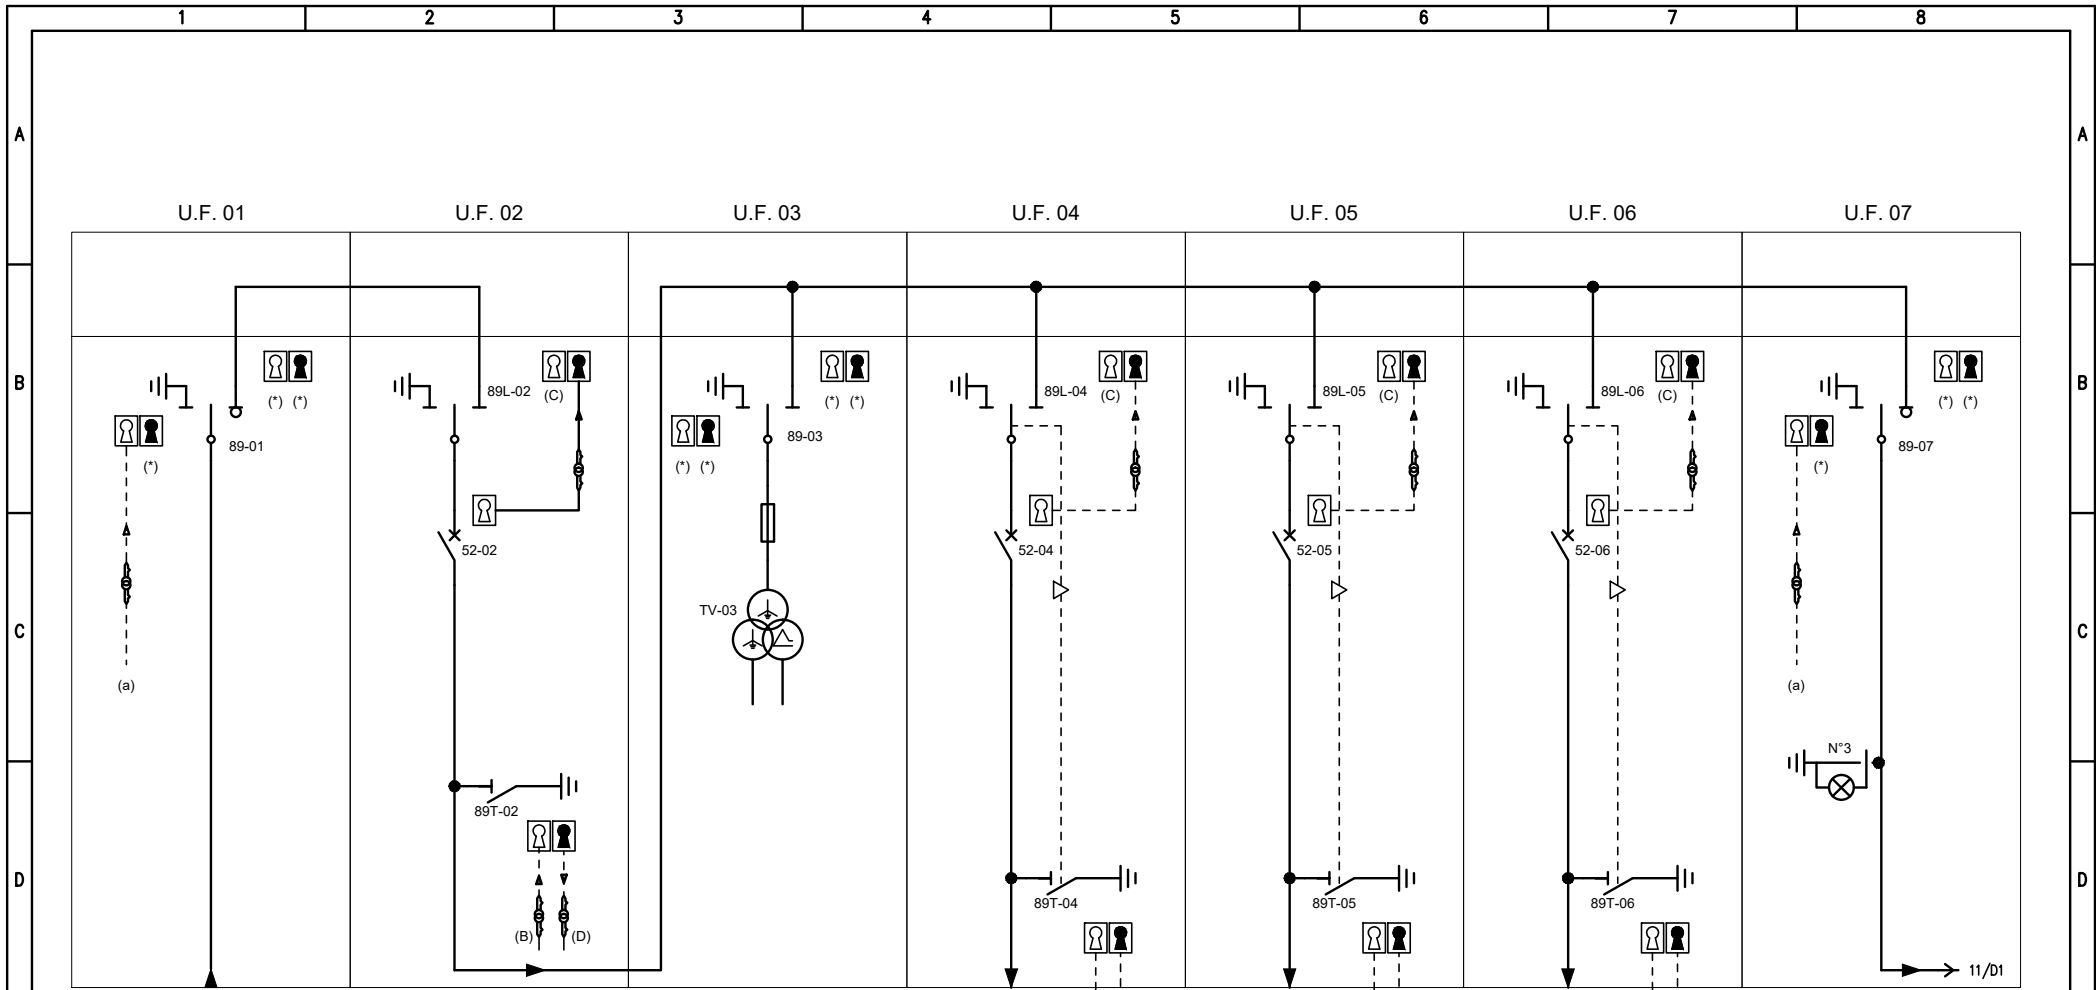 1 2 3 4 5 6 7 8
A A
U.F. 01 U.F. 02 U.F. 03 U.F. 04 U.F. 05 U.F. 06 U.F. 07
B B
89L-02 (C) 89L-04 (C) 89L-05 (C) 89L-06 (C)
(*) (*) (*) (*) (*) (*)
89-01 89-03 89-07
(*) (*) (*) (*)
52-02 52-04 52-05 52-06
TV-03
C C
(a) (a)
N°3
89T-02
D D
89T-04 89T-05 89T-06
(B) (D)
11/D1